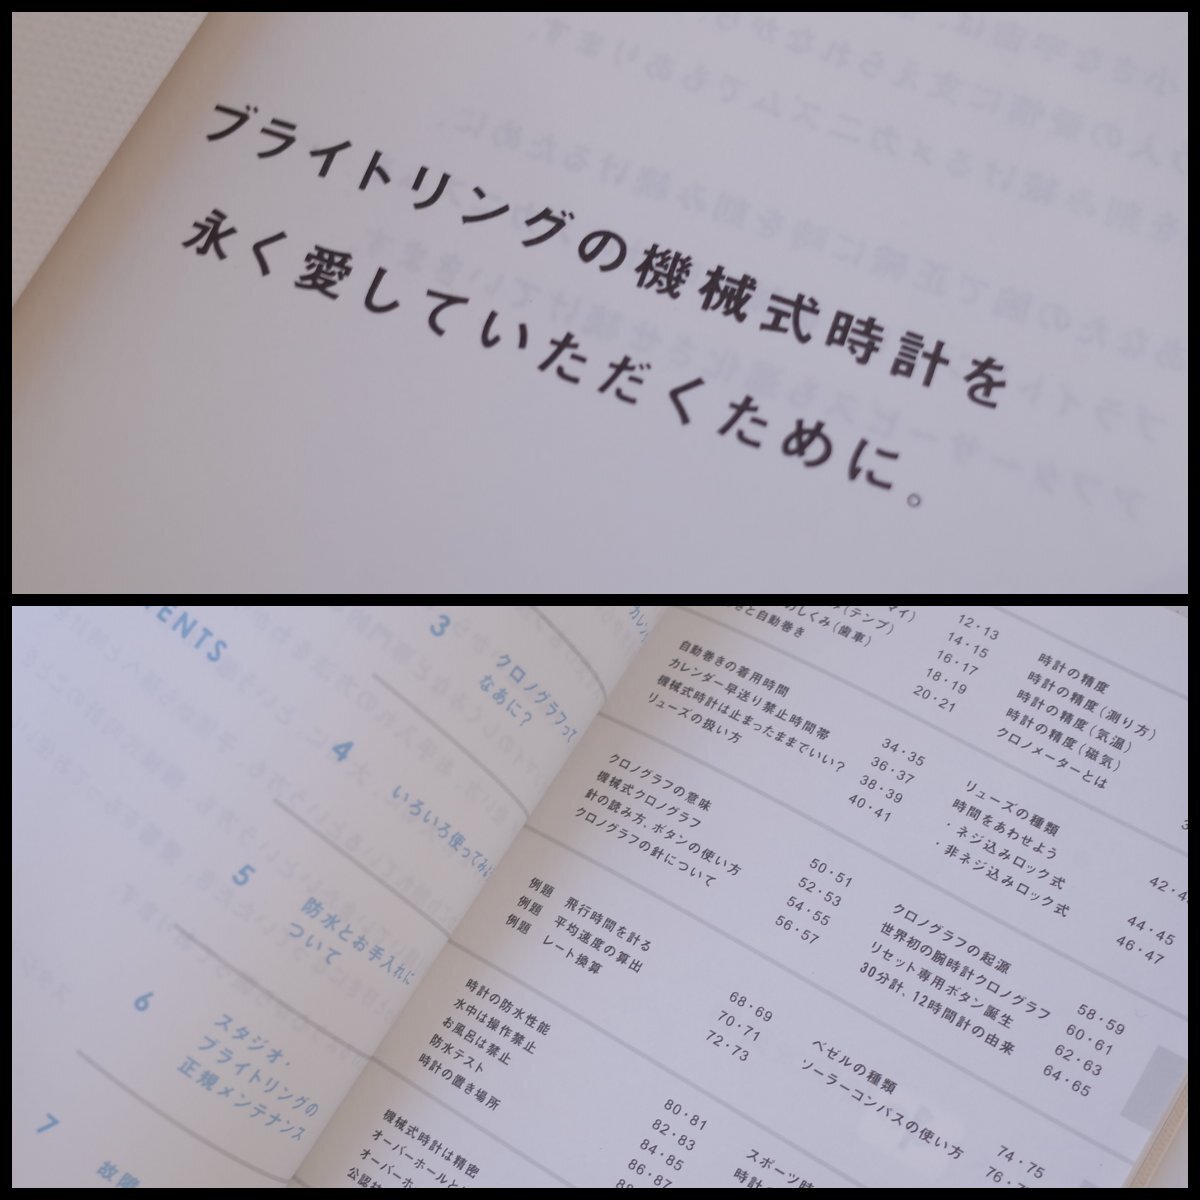 ブライトリングの機械式時計を
永く愛していただくために。
3
クロノグラフって
なあに？
4
いろいろ使ってみ
5
防水とお手入れに
ついて
6
スタジオ・
ブライトリングの
正規メンテナンス
7
故障
自動巻き
12・13
14・15
16・17
18・19
20・21
時計の精度
時計の精度（測り方）
時計の精度（気温）
時計の精度（磁気）
クロノメーターとは
自動巻きの着用時間
カレンダー早送り禁止時間帯
機械式時計は止まったままでいい？
リューズの扱い方
34・35
36・37
38・39
40・41
リューズの種類
時間をあわせよう
・ネジ込みロック式
・非ネジ込みロック式
44・45
46・47
クロノグラフの意味
機械式クロノグラフ
針の読み方、ボタンの使い方
クロノグラフの針について
50・51
52・53
54・55
56・57
クロノグラフの起源
世界初の腕時計クロノグラフ
リセット専用ボタン誕生
30分計、12時間計の由来
58・59
60・61
62・63
64・65
例題 飛行時間を計る
例題 平均速度の算出
例題 レート換算
68・69
70・71
72・73
ベゼルの種類
ソーラーコンパスの使い方
74・75
時計の防水性能
水中は操作禁止
お風呂は禁止
防水テスト
時計の置き場所
80・81
82・83
84・85
86・87
スポーツ時
機械式時計は精密
オーバーホールと
オーバーホ